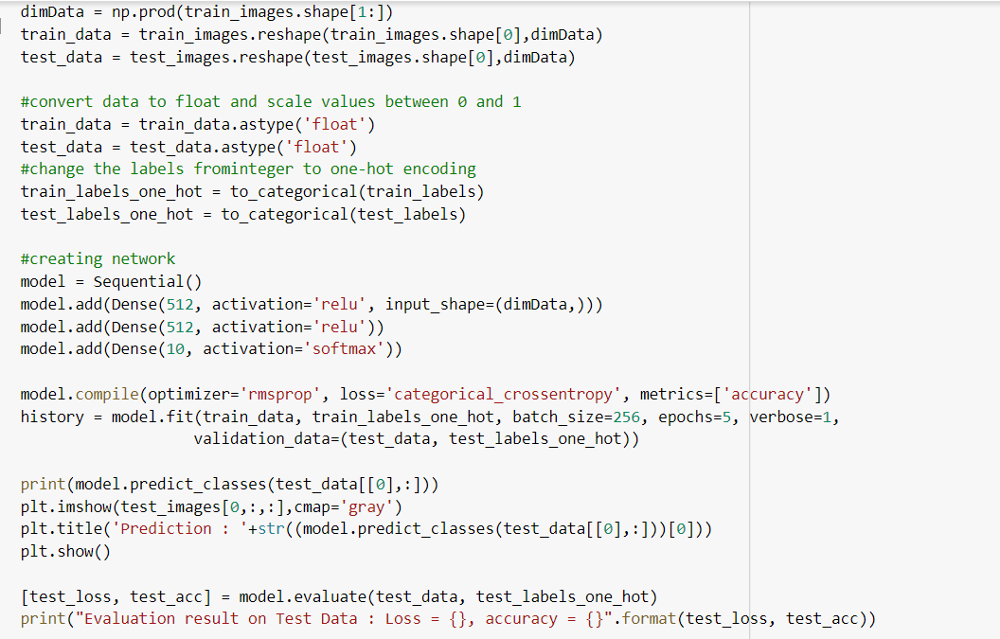 dimData = np.prod(train_images.shape[1:])
train_data = train_images.reshape(train_images.shape[0],dimData)
test_data = test_images.reshape(test_images.shape[0],dimData)
#convert data to float and scale values between 0 and 1
train_data = train_data.astype('float')
test_data = test_data.astype('float')
#change the labels frominteger to one-hot encoding
train_labels_one_hot = to_categorical(train_labels)
test_labels_one_hot = to_categorical(test_labels)
#creating network
model = Sequential()
model.add(Dense(512, activation='relu', input_shape=(dimData,)))
model.add(Dense(512, activation='relu'))
model.add(Dense(10, activation='softmax'))
model.compile(optimizer='rmsprop', loss='categorical_crossentropy', metrics=['accuracy'])
history = model.fit(train_data, train_labels_one_hot, batch_size=256, epochs=5, verbose=1,
validation_data=(test_data, test_labels_one_hot))
print(model.predict_classes(test_data[[0],:]))
plt.imshow(test_images[0,:,:],cmap='gray')
plt.title('Prediction : '+str((model.predict_classes(test_data[[0],:]))[0]))
plt.show()
[test_loss, test_acc] = model.evaluate(test_data, test_labels_one_hot)
print("Evaluation result on Test Data : Loss = {}, accuracy = {}".format(test_loss, test_acc))